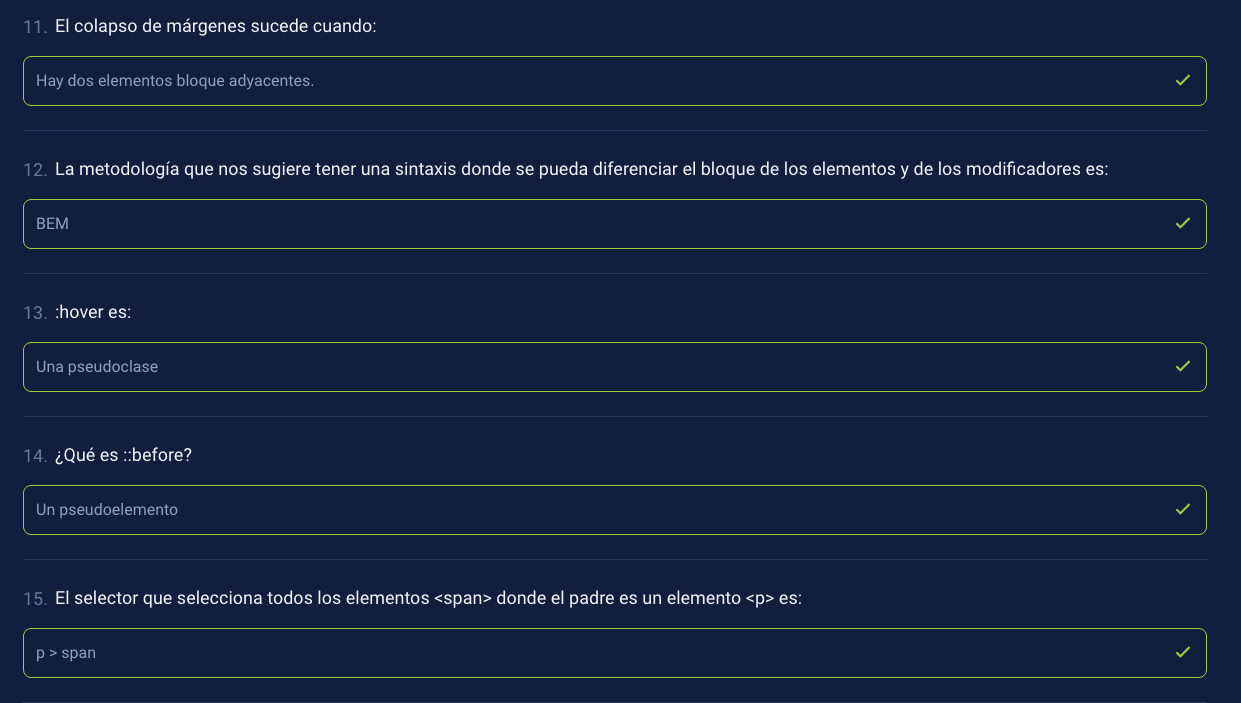 11. El colapso de márgenes sucede cuando:
Hay dos elementos bloque adyacentes.
12. La metodología que nos sugiere tener una sintaxis donde se pueda diferenciar el bloque de los elementos y de los modificadores es:
BEM
13. :hover es:
Una pseudoclase
14. ¿Qué es ::before?
Un pseudoelemento
15. El selector que selecciona todos los elementos <span> donde el padre es un elemento <p> es:
p > span